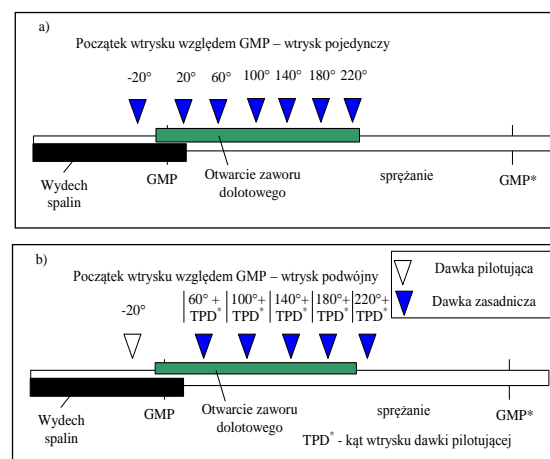 a)
Początek wtrysku względem GMP – wtrysk pojedynczy
-20° 20° 60° 100° 140° 180° 220°
Otwarcie zaworu
dolotowego
Wydech
spalin
GMP
sprężanie
GMP*
b)
Początek wtrysku względem GMP – wtrysk podwójny
Dawka pilotująca
Dawka zasadnicza
-20°
60° + 100°+ 140°+ 180°+ 220°+
TPD* TPD* TPD* TPD* TPD*
Wydech
spalin
GMP
Otwarcie zaworu
dolotowego
sprężanie
GMP*
TPD* - kąt wtrysku dawki pilotującej